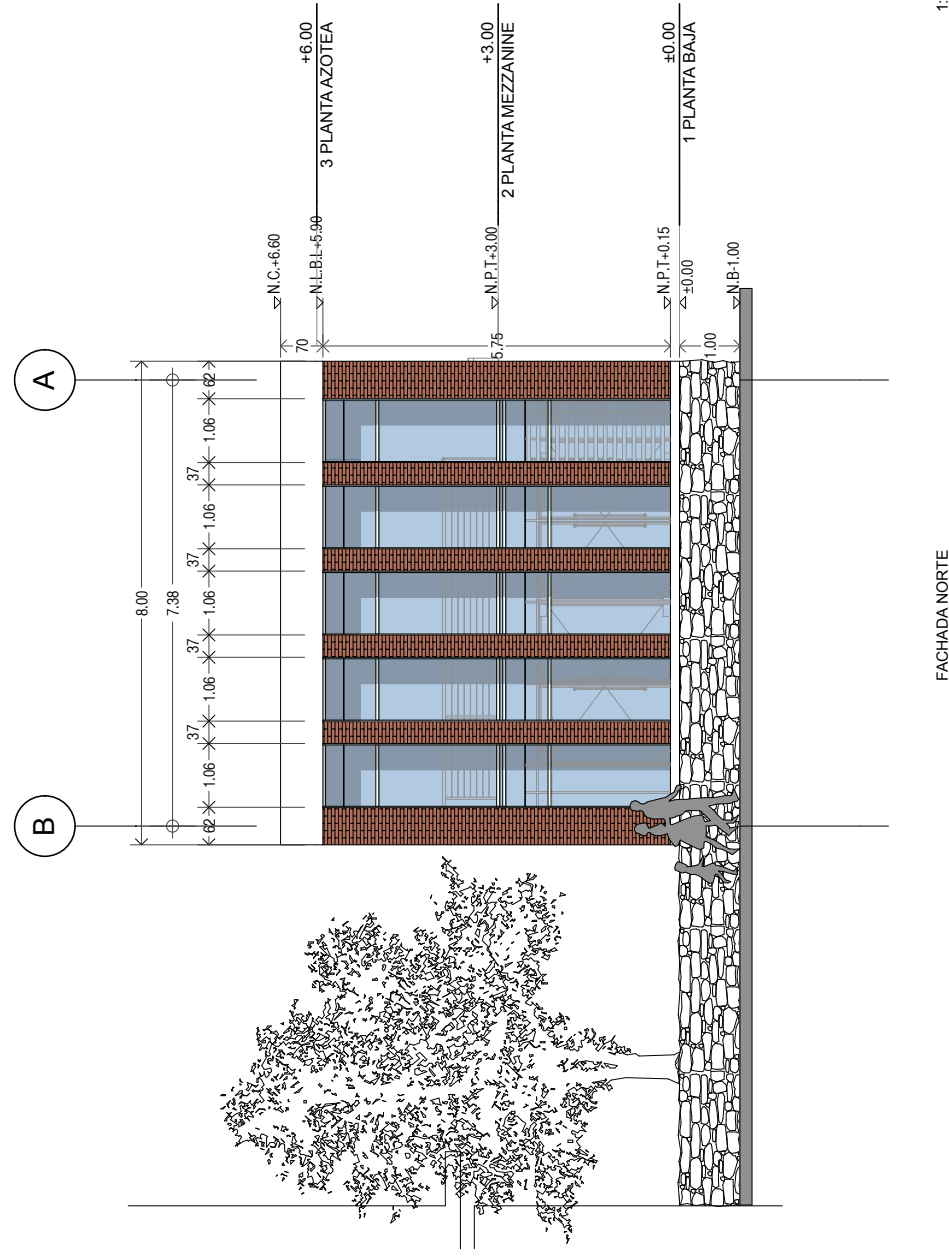 A
B
8.00
7.38
62
1.06
37
1.06
37
1.06
37
1.06
37
1.06
62
N.C.+6.60
N.L.B.L+5.90
N.P.T+3.00
N.P.T+0.15
±0.00
N.B-1.00
70
5.75
1.00
+6.00
3 PLANTA AZOTEA
+3.00
2 PLANTA MEZZANINE
±0.00
1 PLANTA BAJA
FACHADA NORTE
1: